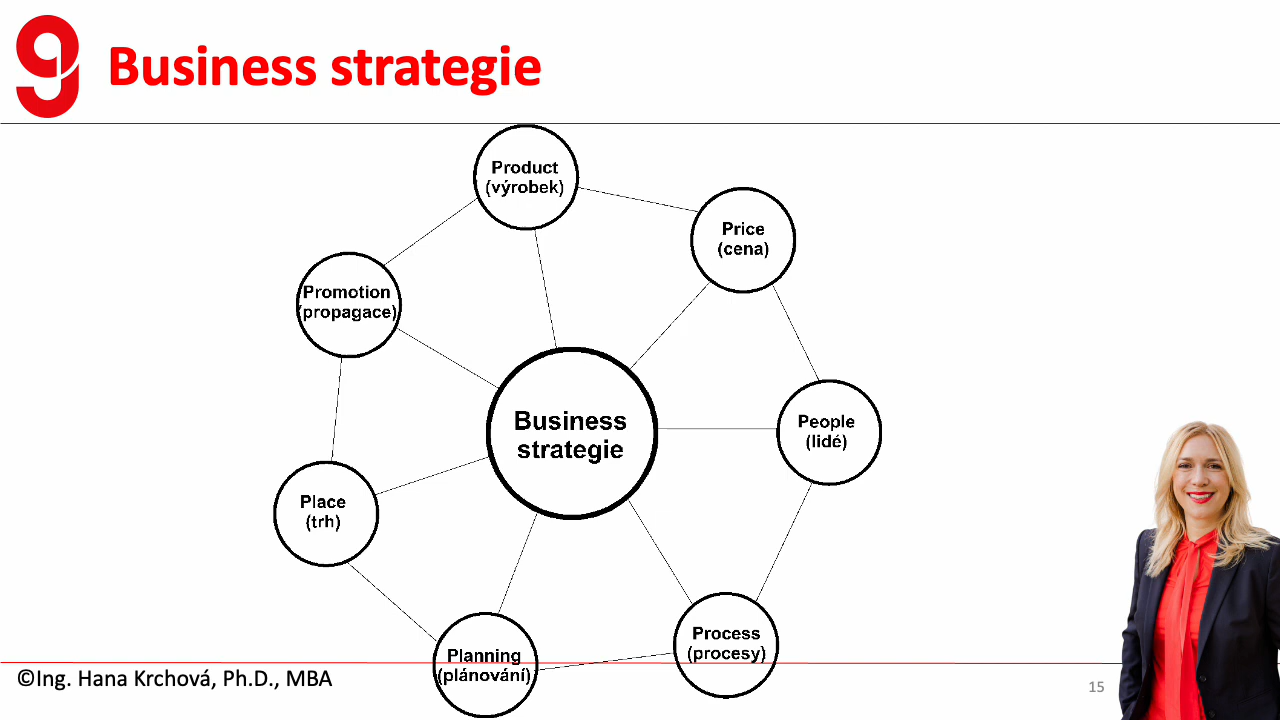 Business strategie
Product
(výrobek)
Price
(cena)
Promotion
(propagace)
Business
strategie
People
(lidé)
Place
(trh)
Process
(procesy)
Planning
(plánování)
©Ing. Hana Krchová, Ph.D., MBA
15